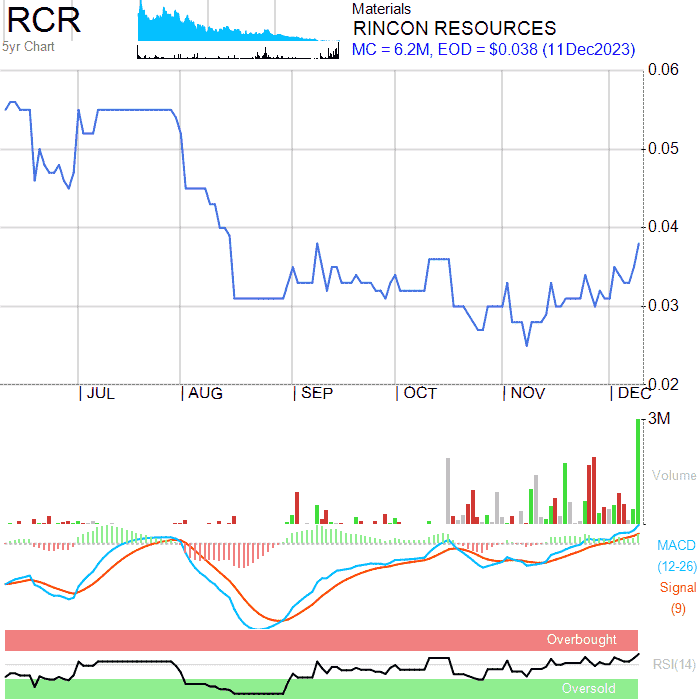 RCR
5yr Chart
Materials
RINCON RESOURCES
MC = 6.2M, EOD = $0.038 (11Dec2023)
0.06
0.05
0.04
0.03
0.02
JUL AUG SEP OCT NOV DEC
3M
Volume
MACD
(12-26)
Signal
(9)
Overbought
RSI(14)
Oversold